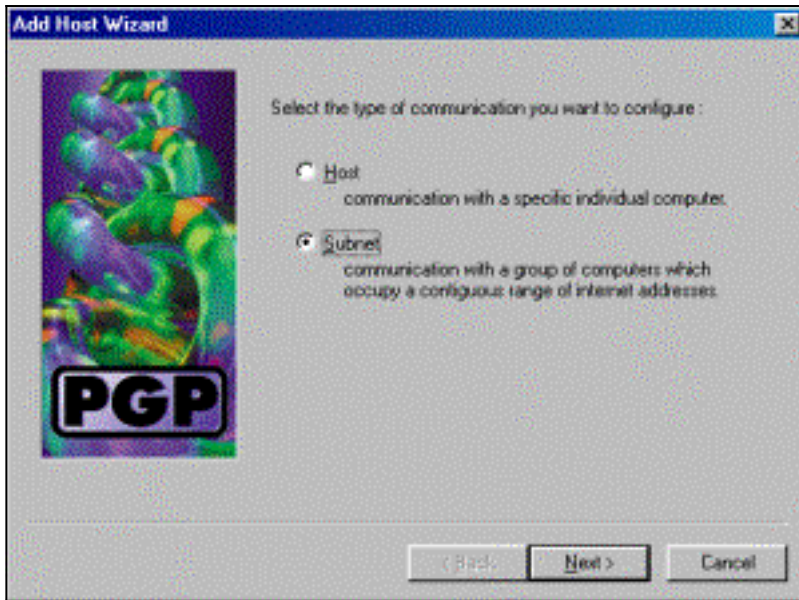 Add Host Wizard
Select the type of communication you want to configure :
Host
communication with a specific individual computer.
Subnet
communication with a group of computers which
occupy a contiguous range of internet addresses.
PGP
< Back
Next >
Cancel